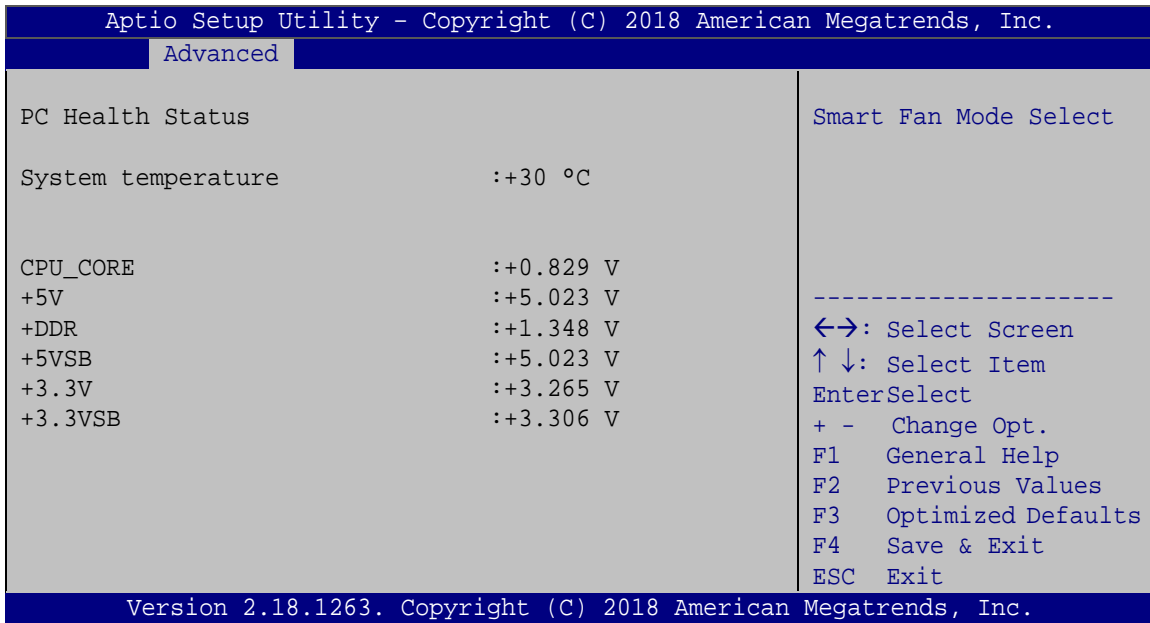 Aptio Setup Utility – Copyright (C) 2018 American Megatrends, Inc.
Advanced
PC Health Status
System temperature :+30 °C
CPU_CORE :+0.829 V
+5V :+5.023 V
+DDR :+1.348 V
+5VSB :+5.023 V
+3.3V :+3.265 V
+3.3VSB :+3.306 V
Smart Fan Mode Select
---------------------
←→: Select Screen
↑ ↓: Select Item
EnterSelect
+ - Change Opt.
F1 General Help
F2 Previous Values
F3 Optimized Defaults
F4 Save & Exit
ESC Exit
Version 2.18.1263. Copyright (C) 2018 American Megatrends, Inc.